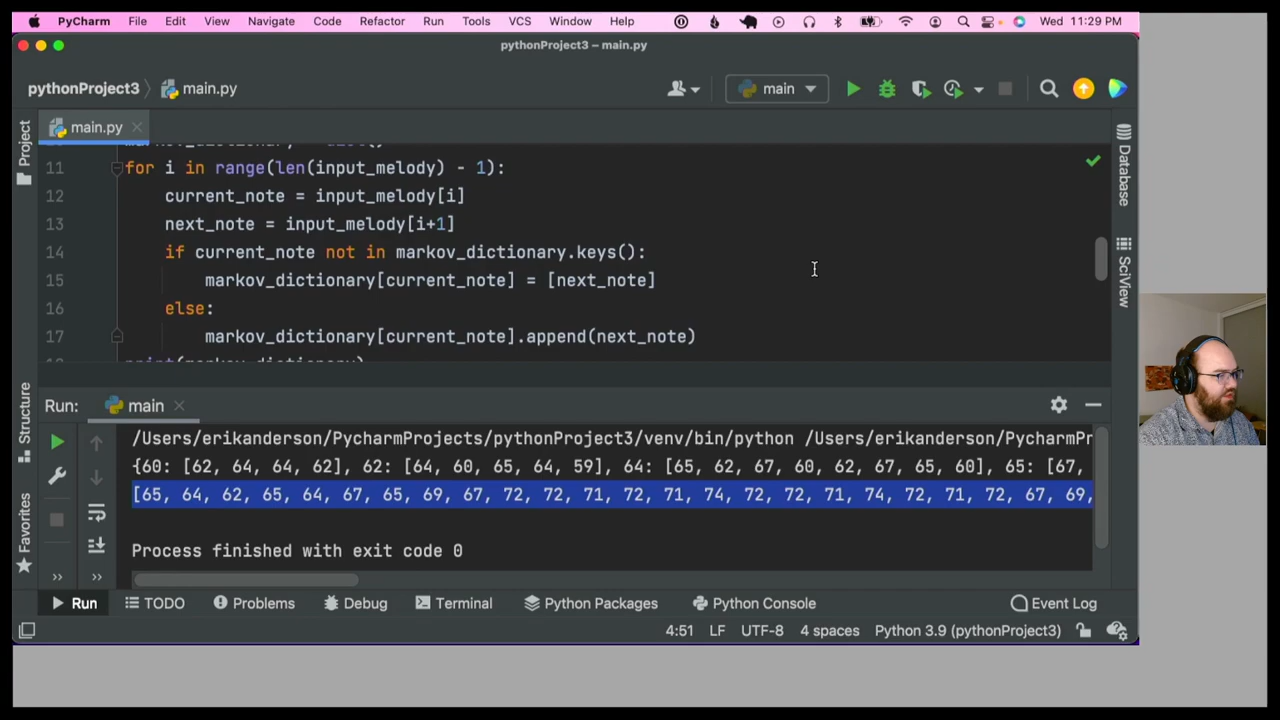 PyCharm File Edit View Navigate Code Refactor Run Tools VCS Window Help Wed 11:29 PM
pythonProject3 – main.py
pythonProject3 main.py
main
main.py
Project
Structure
Favorites
Database
SciView
11 for i in range(len(input_melody) - 1):
12 current_note = input_melody[i]
13 next_note = input_melody[i+1]
14 if current_note not in markov_dictionary.keys():
15 markov_dictionary[current_note] = [next_note]
16 else:
17 markov_dictionary[current_note].append(next_note)
print(markov_dictionary)
Run: main
/Users/erikanderson/PycharmProjects/pythonProject3/venv/bin/python /Users/erikanderson/PycharmPr
{60: [62, 64, 64, 62], 62: [64, 60, 65, 64, 59], 64: [65, 62, 67, 60, 62, 67, 65, 60], 65: [67,
[65, 64, 62, 65, 64, 67, 65, 69, 67, 72, 72, 71, 72, 71, 74, 72, 72, 71, 74, 72, 71, 72, 67, 69,
Process finished with exit code 0
Run TODO Problems Debug Terminal Python Packages Python Console Event Log
4:51 LF UTF-8 4 spaces Python 3.9 (pythonProject3)